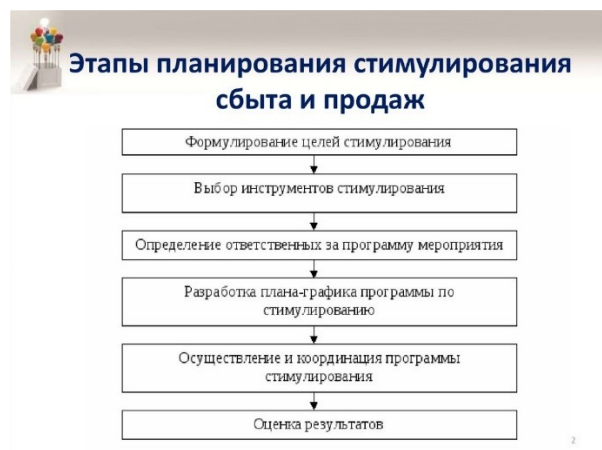 Этапы планирования стимулирования
сбыта и продаж
Формулирование целей стимулирования
Выбор инструментов стимулирования
Определение ответственных за программу мероприятия
Разработка плана-графика программы по
стимулированию
Осуществление и координация программы
стимулирования
Оценка результатов
2